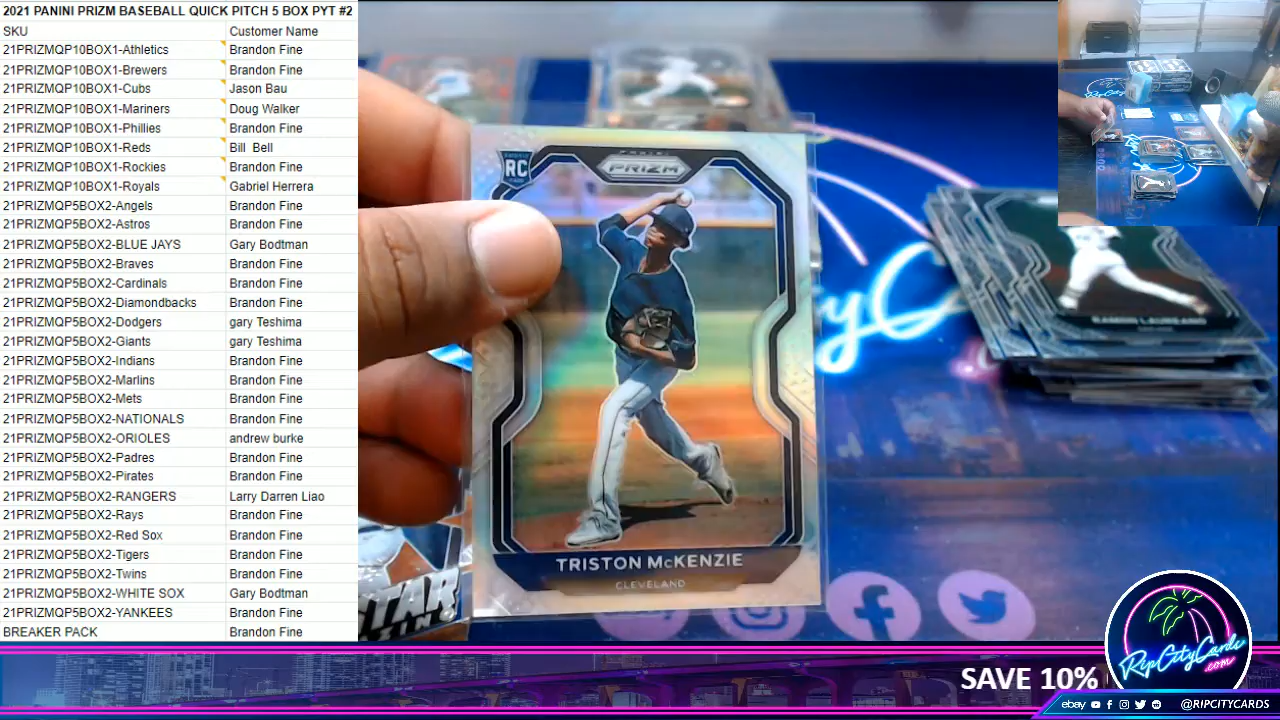 2021 PANINI PRIZM BASEBALL QUICK PITCH 5 BOX PYT #2
SKU Customer Name
21PRIZMQP10BOX1-Athletics Brandon Fine
21PRIZMQP10BOX1-Brewers Brandon Fine
21PRIZMQP10BOX1-Cubs Jason Bau
21PRIZMQP10BOX1-Mariners Doug Walker
21PRIZMQP10BOX1-Phillies Brandon Fine
21PRIZMQP10BOX1-Reds Bill Bell
21PRIZMQP10BOX1-Rockies Brandon Fine
21PRIZMQP10BOX1-Royals Gabriel Herrera
21PRIZMQP5BOX2-Angels Brandon Fine
21PRIZMQP5BOX2-Astros Brandon Fine
21PRIZMQP5BOX2-BLUE JAYS Gary Bodtman
21PRIZMQP5BOX2-Braves Brandon Fine
21PRIZMQP5BOX2-Cardinals Brandon Fine
21PRIZMQP5BOX2-Diamondbacks Brandon Fine
21PRIZMQP5BOX2-Dodgers gary Teshima
21PRIZMQP5BOX2-Giants gary Teshima
21PRIZMQP5BOX2-Indians Brandon Fine
21PRIZMQP5BOX2-Marlins Brandon Fine
21PRIZMQP5BOX2-Mets Brandon Fine
21PRIZMQP5BOX2-NATIONALS Brandon Fine
21PRIZMQP5BOX2-ORIOLES andrew burke
21PRIZMQP5BOX2-Padres Brandon Fine
21PRIZMQP5BOX2-Pirates Brandon Fine
21PRIZMQP5BOX2-RANGERS Larry Darren Liao
21PRIZMQP5BOX2-Rays Brandon Fine
21PRIZMQP5BOX2-Red Sox Brandon Fine
21PRIZMQP5BOX2-Tigers Brandon Fine
21PRIZMQP5BOX2-Twins Brandon Fine
21PRIZMQP5BOX2-WHITE SOX Gary Bodtman
21PRIZMQP5BOX2-YANKEES Brandon Fine
BREAKER PACK Brandon Fine
RC
PANINI
PRIZM
TRISTON McKENZIE
CLEVELAND
SAVE 10%
RipCityCards
.com
ebay @RIPCITYCARDS